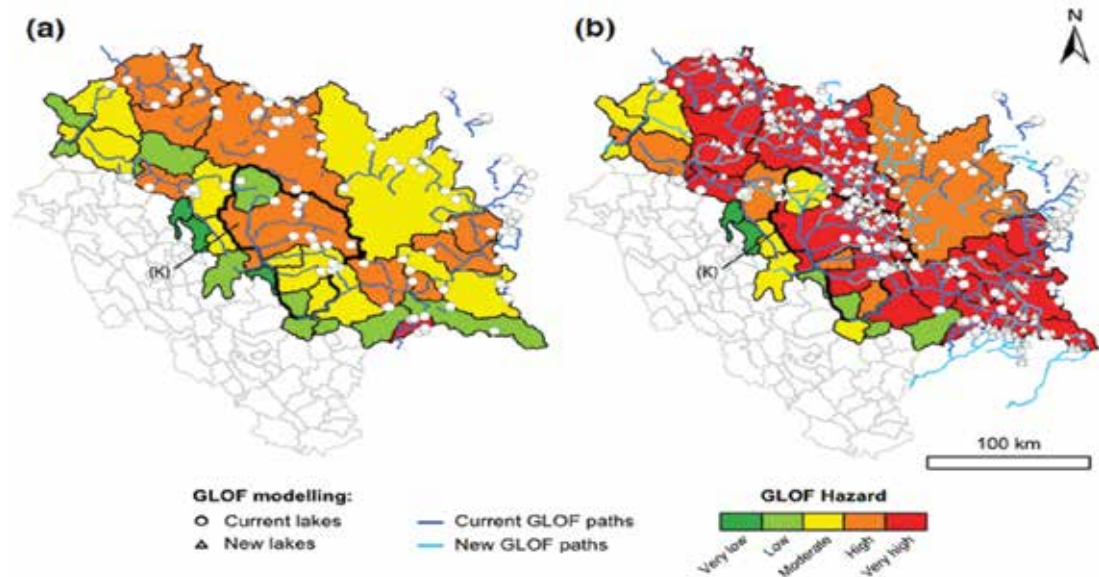 (a)
(b)
N
(K)
(K)
100 km
GLOF modelling:
Current lakes
New lakes
Current GLOF paths
New GLOF paths
GLOF Hazard
Very low
Low
Moderate
High
Very high